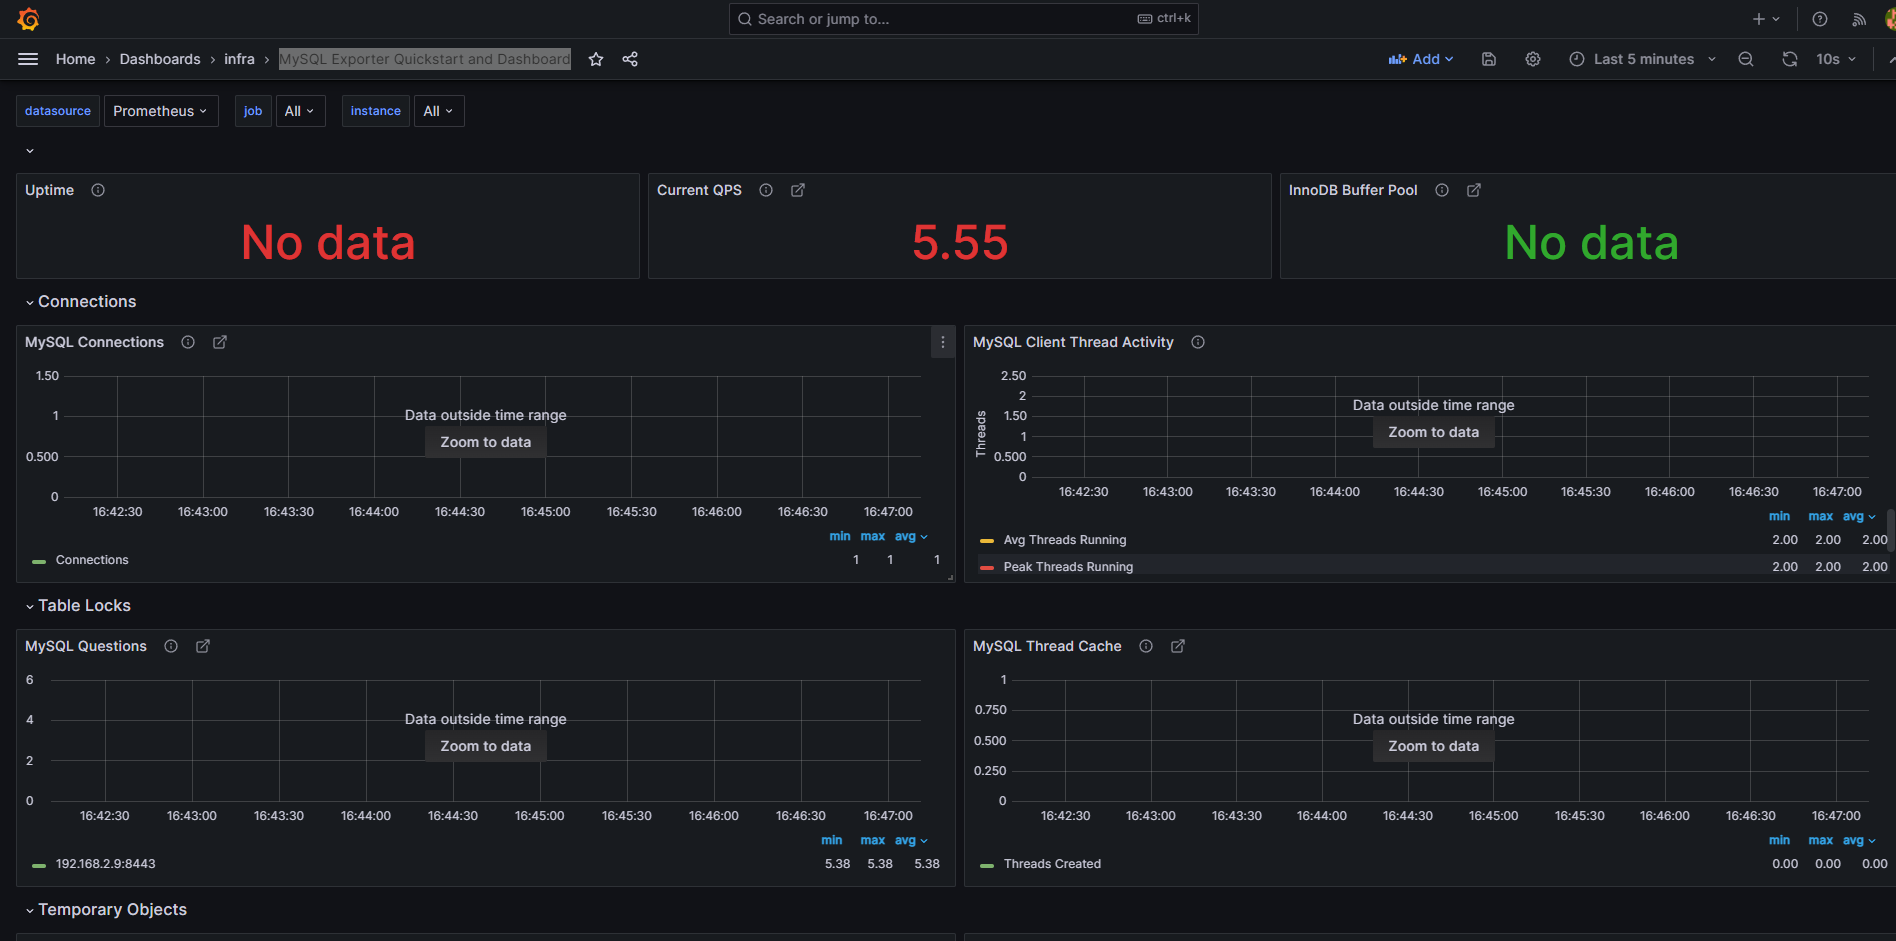 Search or jump to...
ctrl+k
Home › Dashboards › infra › MySQL Exporter Quickstart and Dashboard
Add
Last 5 minutes
10s
datasource Prometheus job All instance All
Uptime
No data
Current QPS
5.55
InnoDB Buffer Pool
No data
Connections
MySQL Connections
1.50
1
0.500
0
Data outside time range
Zoom to data
16:42:30 16:43:00 16:43:30 16:44:00 16:44:30 16:45:00 16:45:30 16:46:00 16:46:30 16:47:00
min max avg
Connections 1 1 1
MySQL Client Thread Activity
Threads
2.50
2
1.50
1
0.500
0
Data outside time range
Zoom to data
16:42:30 16:43:00 16:43:30 16:44:00 16:44:30 16:45:00 16:45:30 16:46:00 16:46:30 16:47:00
min max avg
Avg Threads Running 2.00 2.00 2.00
Peak Threads Running 2.00 2.00 2.00
Table Locks
MySQL Questions
6
4
2
0
Data outside time range
Zoom to data
16:42:30 16:43:00 16:43:30 16:44:00 16:44:30 16:45:00 16:45:30 16:46:00 16:46:30 16:47:00
min max avg
192.168.2.9:8443 5.38 5.38 5.38
MySQL Thread Cache
1
0.750
0.500
0.250
0
Data outside time range
Zoom to data
16:42:30 16:43:00 16:43:30 16:44:00 16:44:30 16:45:00 16:45:30 16:46:00 16:46:30 16:47:00
min max avg
Threads Created 0.00 0.00 0.00
Temporary Objects